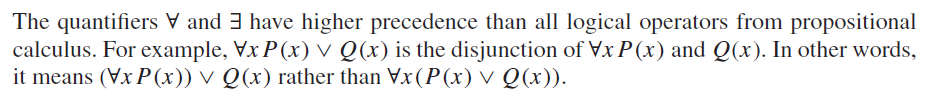 The quantifiers ∀ and ∃ have higher precedence than all logical operators from propositional
calculus. For example, ∀x P(x) ∨ Q(x) is the disjunction of ∀x P(x) and Q(x). In other words,
it means (∀x P(x)) ∨ Q(x) rather than ∀x (P(x) ∨ Q(x)).